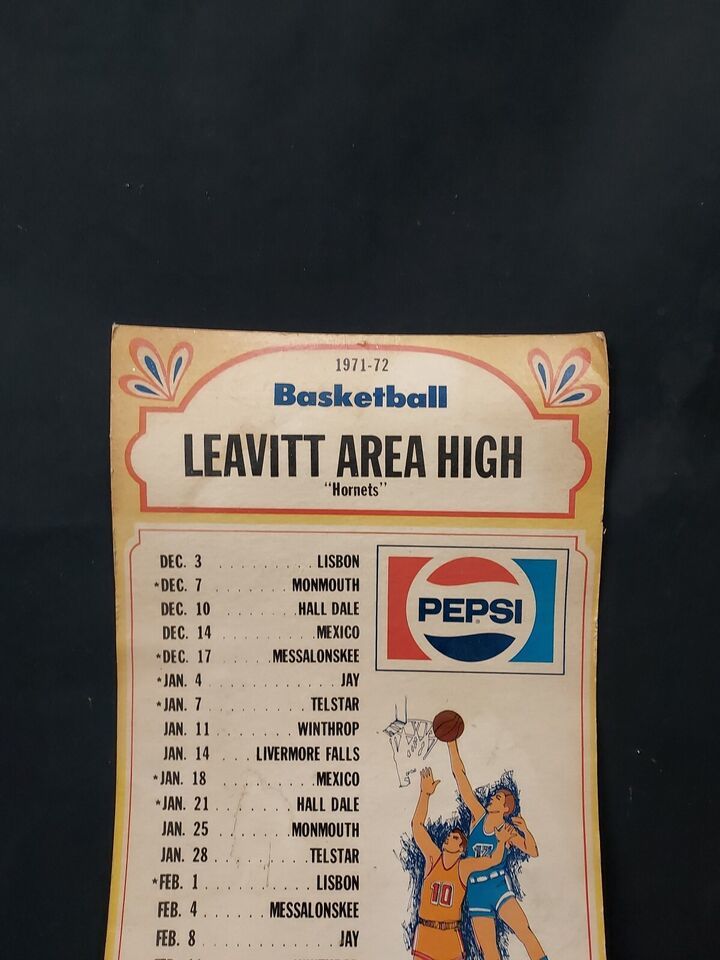 1971-72
Basketball
LEAVITT AREA HIGH
"Hornets"
DEC. 3 . . . . . . . . . . LISBON
*DEC. 7 . . . . . . . . MONMOUTH
DEC. 10 . . . . . . . . HALL DALE
DEC. 14 . . . . . . . . . . MEXICO
*DEC. 17 . . . . . . MESSALONSKEE
*JAN. 4 . . . . . . . . . . . . . JAY
*JAN. 7 . . . . . . . . . . TELSTAR
JAN. 11 . . . . . . . . WINTHROP
JAN. 14 . . . LIVERMORE FALLS
*JAN. 18 . . . . . . . . . . MEXICO
*JAN. 21 . . . . . . . . HALL DALE
JAN. 25 . . . . . . . . MONMOUTH
JAN. 28 . . . . . . . . . . TELSTAR
*FEB. 1 . . . . . . . . . . LISBON
FEB. 4 . . . . . . MESSALONSKEE
FEB. 8 . . . . . . . . . . . . . JAY
PEPSI
®
10